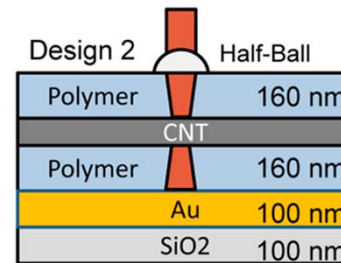 Design 2 Half-Ball
Polymer 160 nm
CNT
Polymer 160 nm
Au 100 nm
SiO2 100 nm